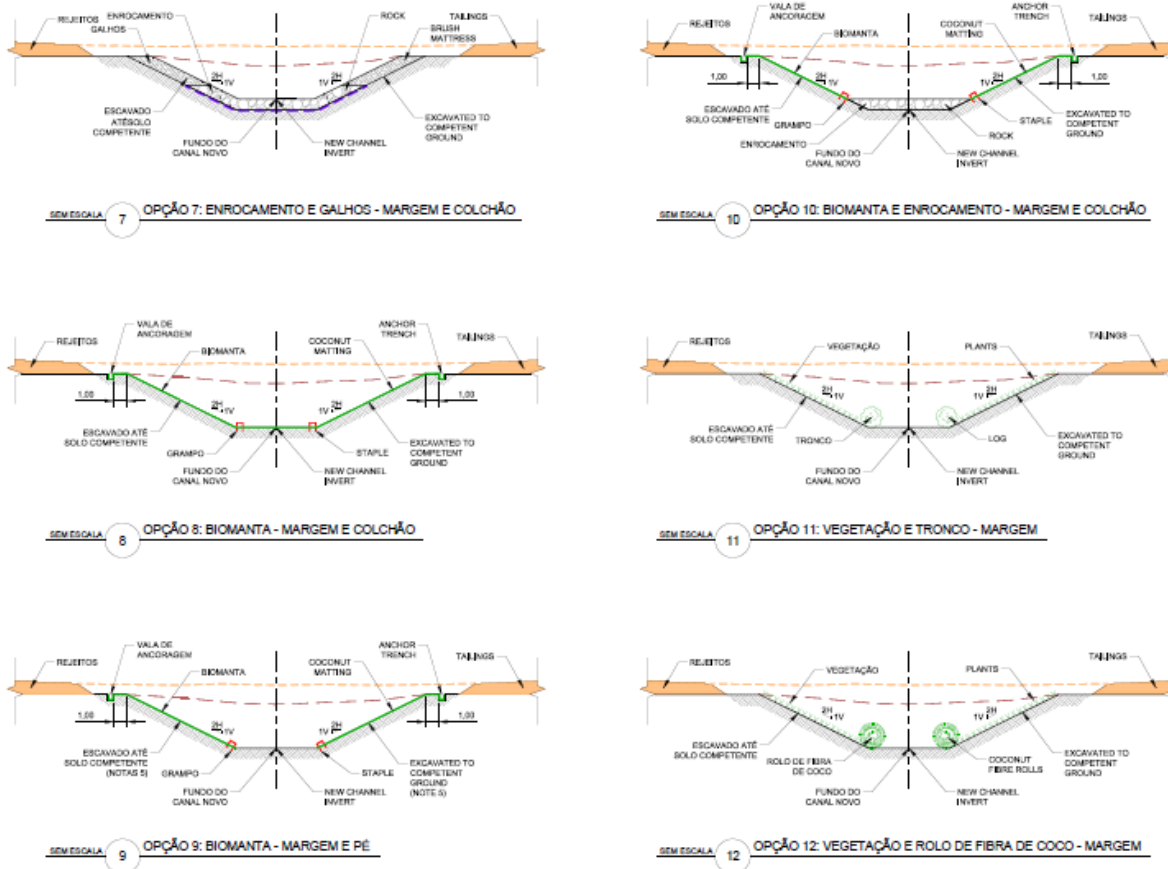 REJEITOS
ENROCAMENTO
GALHOS
ROCK
BRUSH
MATTRESS
TAILINGS
2H
1V
2H
1V
ESCAVADO
ATÉSOLO
COMPETENTE
FUNDO DO
CANAL NOVO
NEW CHANNEL
INVERT
EXCAVATED TO
COMPETENT
GROUND
SEM ESCALA 7 OPÇÃO 7: ENROCAMENTO E GALHOS - MARGEM E COLCHÃO
REJEITOS
VALA DE
ANCORAGEM
BIOMANTA
COCONUT
MATTING
ANCHOR
TRENCH
TAILINGS
1,00
2H
1V
2H
1V
1,00
ESCAVADO ATÉ
SOLO COMPETENTE
GRAMPO
ENROCAMENTO
FUNDO DO
CANAL NOVO
NEW CHANNEL
INVERT
ROCK
STAPLE
EXCAVATED TO
COMPETENT
GROUND
SEM ESCALA 10 OPÇÃO 10: BIOMANTA E ENROCAMENTO - MARGEM E COLCHÃO
REJEITOS
VALA DE
ANCORAGEM
BIOMANTA
COCONUT
MATTING
ANCHOR
TRENCH
TAILINGS
1,00
2H
1V
2H
1V
1,00
ESCAVADO ATÉ
SOLO COMPETENTE
GRAMPO
FUNDO DO
CANAL NOVO
NEW CHANNEL
INVERT
STAPLE
EXCAVATED TO
COMPETENT
GROUND
SEM ESCALA 8 OPÇÃO 8: BIOMANTA - MARGEM E COLCHÃO
REJEITOS
VEGETAÇÃO
PLANTS
TAILINGS
2H
1V
2H
1V
ESCAVADO ATÉ
SOLO COMPETENTE
TRONCO
FUNDO DO
CANAL NOVO
NEW CHANNEL
INVERT
LOG
EXCAVATED TO
COMPETENT
GROUND
SEM ESCALA 11 OPÇÃO 11: VEGETAÇÃO E TRONCO - MARGEM
REJEITOS
VALA DE
ANCORAGEM
BIOMANTA
COCONUT
MATTING
ANCHOR
TRENCH
TAILINGS
1,00
2H
1V
2H
1V
1,00
ESCAVADO ATÉ
SOLO COMPETENTE
(NOTAS 5)
GRAMPO
FUNDO DO
CANAL NOVO
NEW CHANNEL
INVERT
STAPLE
EXCAVATED TO
COMPETENT
GROUND
(NOTE 5)
SEM ESCALA 9 OPÇÃO 9: BIOMANTA - MARGEM E PÉ
REJEITOS
VEGETAÇÃO
PLANTS
TAILINGS
2H
1V
2H
1V
ESCAVADO ATÉ
SOLO COMPETENTE
ROLO DE FIBRA
DE COCO
FUNDO DO
CANAL NOVO
NEW CHANNEL
INVERT
COCONUT
FIBRE ROLLS
EXCAVATED TO
COMPETENT
GROUND
SEM ESCALA 12 OPÇÃO 12: VEGETAÇÃO E ROLO DE FIBRA DE COCO - MARGEM